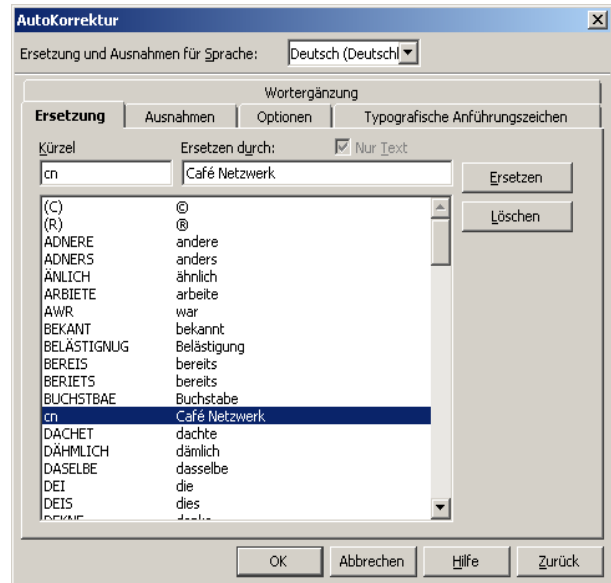 AutoKorrektur
Ersetzung und Ausnahmen für Sprache: Deutsch (Deutschl
Wortergänzung
Ersetzung Ausnahmen Optionen Typografische Anführungszeichen
Kürzel Ersetzen durch: Nur Text
cn Café Netzwerk Ersetzen
Löschen
(C) ©
(R) ®
ADNERE andere
ADNERS anders
ÄNLICH ähnlich
ARBIETE arbeite
AWR war
BEKANT bekannt
BELÄSTIGNUG Belästigung
BEREIS bereits
BERIETS bereits
BUCHSTBAE Buchstabe
cn Café Netzwerk
DACHET dachte
DÄHMLICH dämlich
DASELBE dasselbe
DEI die
DEIS dies
OK Abbrechen Hilfe Zurück